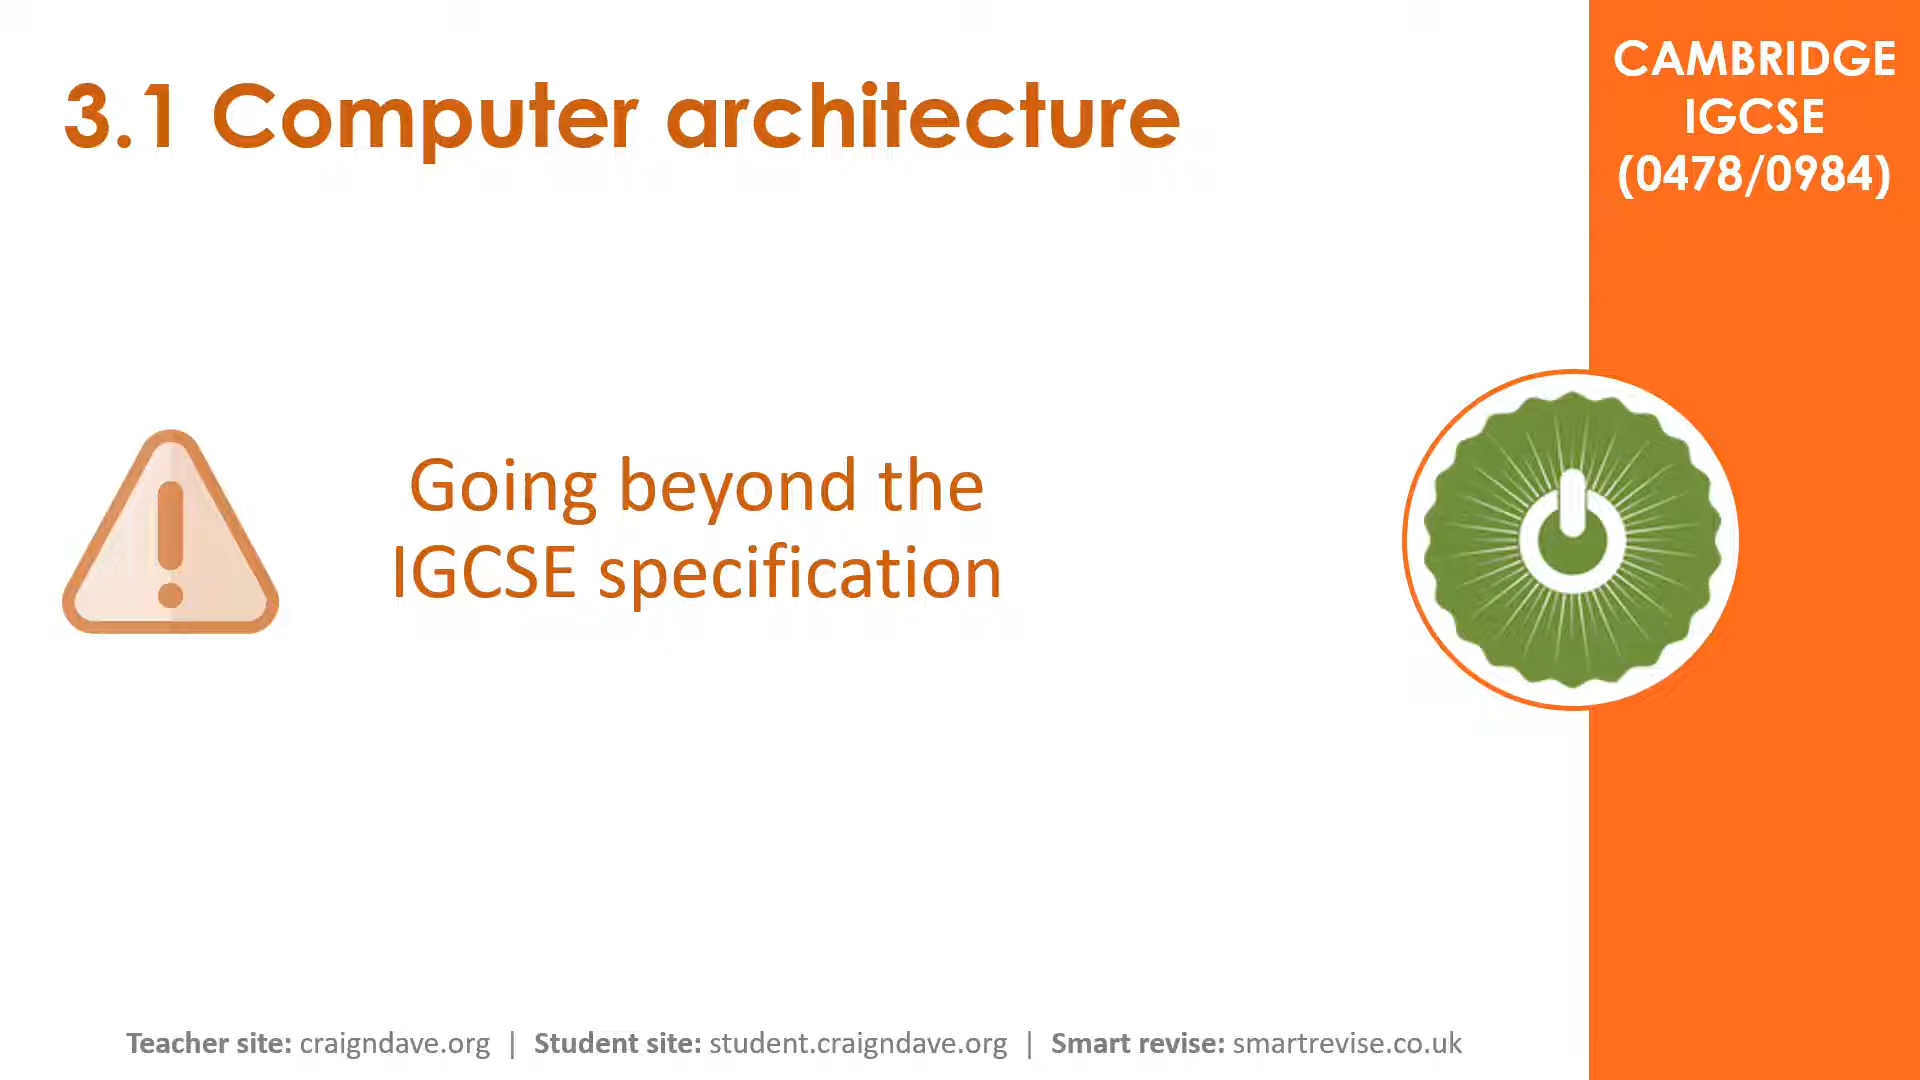 3.1 Computer architecture
CAMBRIDGE
IGCSE
(0478/0984)
Going beyond the
IGCSE specification
Teacher site: craigndave.org | Student site: student.craigndave.org | Smart revise: smartrevise.co.uk